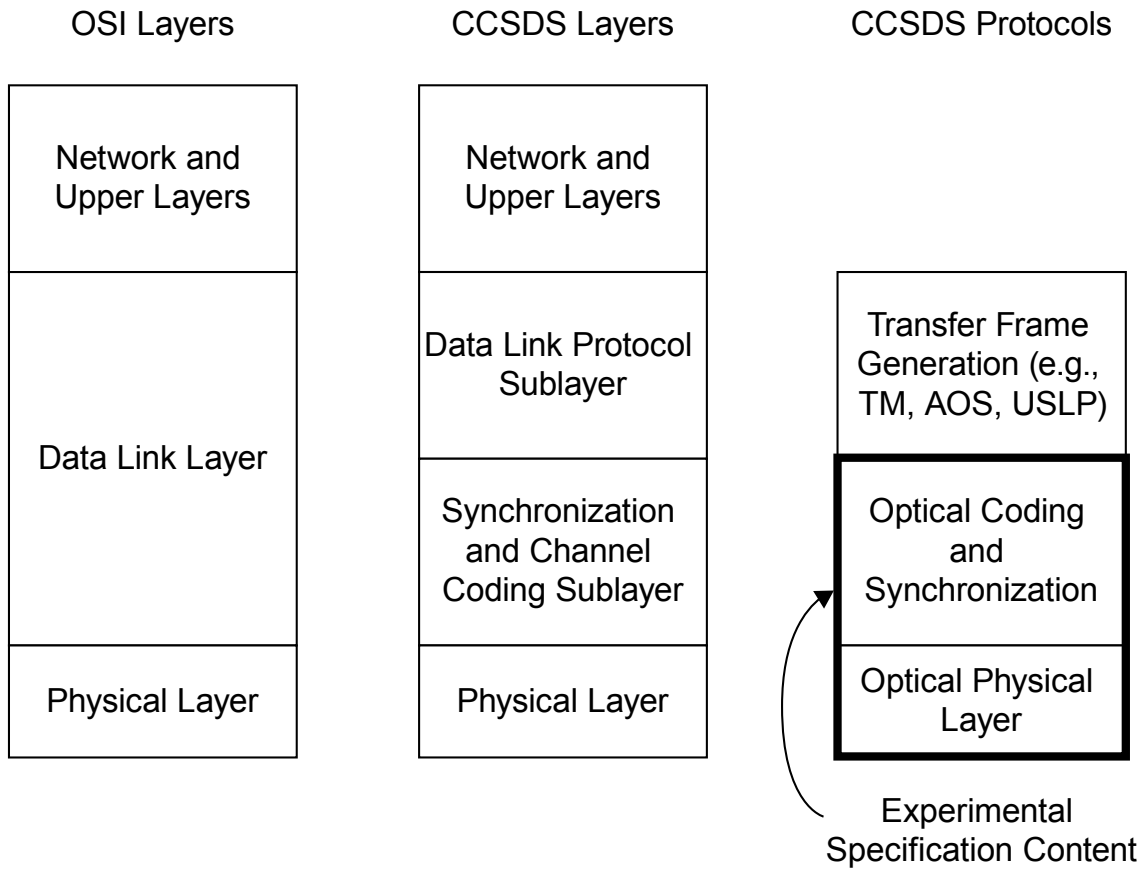 OSI Layers
CCSDS Layers
CCSDS Protocols
Network and
Upper Layers
Data Link Layer
Physical Layer
Network and
Upper Layers
Data Link Protocol
Sublayer
Synchronization
and Channel
Coding Sublayer
Physical Layer
Transfer Frame
Generation (e.g.,
TM, AOS, USLP)
Optical Coding
and
Synchronization
Optical Physical
Layer
Experimental
Specification Content